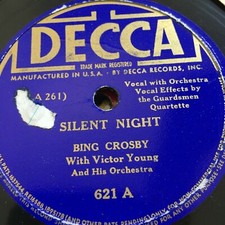 DECCA
TRADE MARK REGISTERED
MANUFACTURED IN U.S.A. - BY DECCA RECORDS, INC.
A 261)
Vocal with Orchestra
Vocal Effects by
the Guardsmen
Quartette
SILENT NIGHT
BING CROSBY
With Victor Young
And His Orchestra
621 A